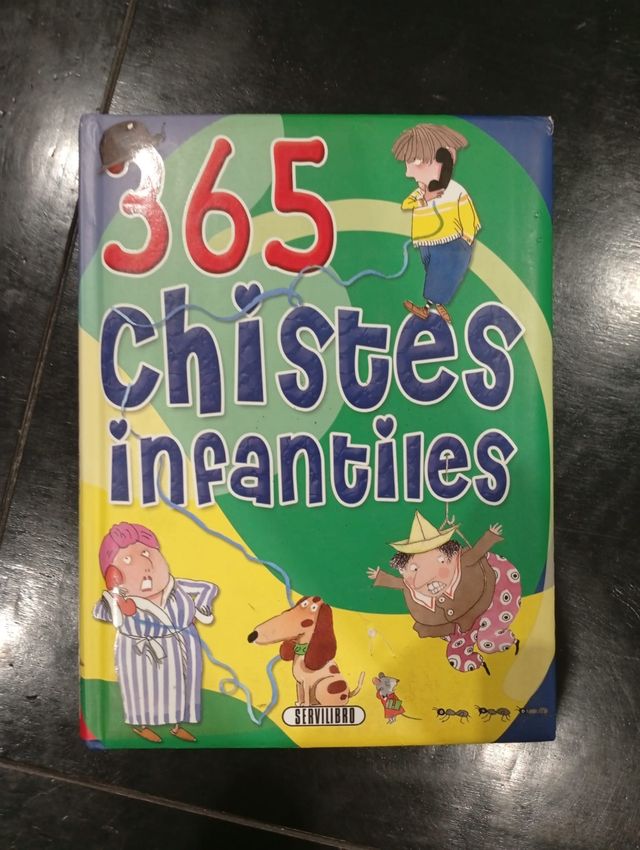 365
chistes
infantiles
SERVILIBRO